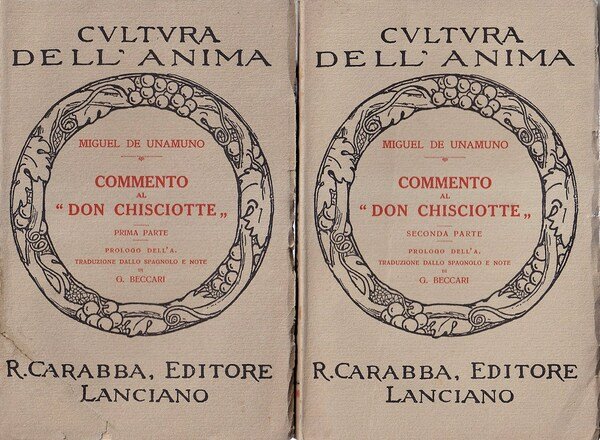 CVLTVRA
DELL'ANIMA
MIGUEL DE UNAMUNO
COMMENTO
AL
" DON CHISCIOTTE „
PRIMA PARTE
PROLOGO DELL'A.
TRADUZIONE DALLO SPAGNOLO E NOTE
DI
G. BECCARI
R. CARABBA, EDITORE
LANCIANO
CVLTVRA
DELL'ANIMA
MIGUEL DE UNAMUNO
COMMENTO
AL
" DON CHISCIOTTE „
SECONDA PARTE
PROLOGO DELL'A.
TRADUZIONE DALLO SPAGNOLO E NOTE
DI
G. BECCARI
R. CARABBA, EDITORE
LANCIANO